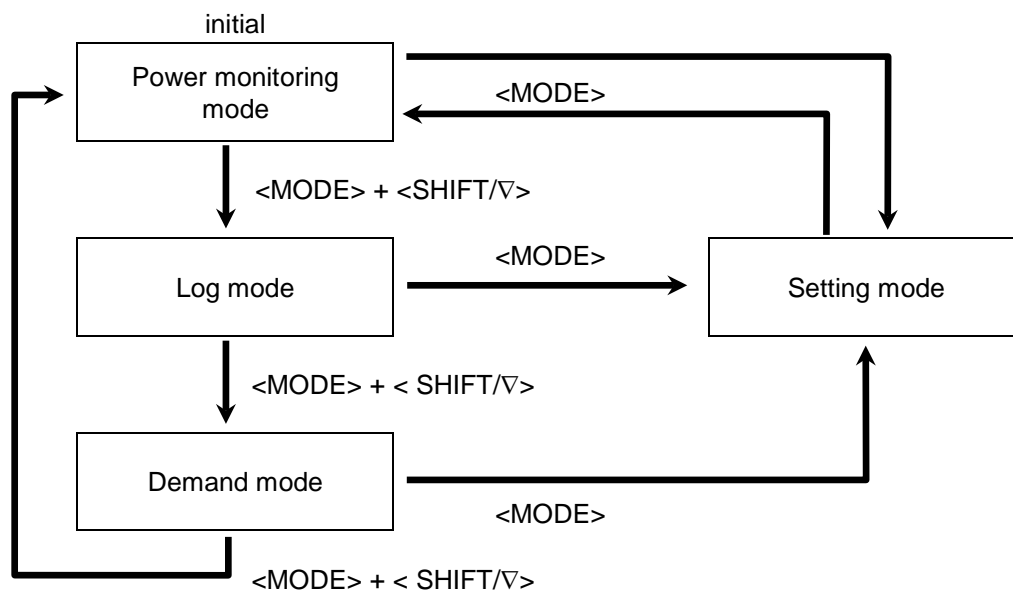 initial
Power monitoring
mode
<MODE>
<MODE> + <SHIFT/∇>
Log mode
<MODE>
Setting mode
<MODE> + < SHIFT/∇>
Demand mode
<MODE>
<MODE> + < SHIFT/∇>